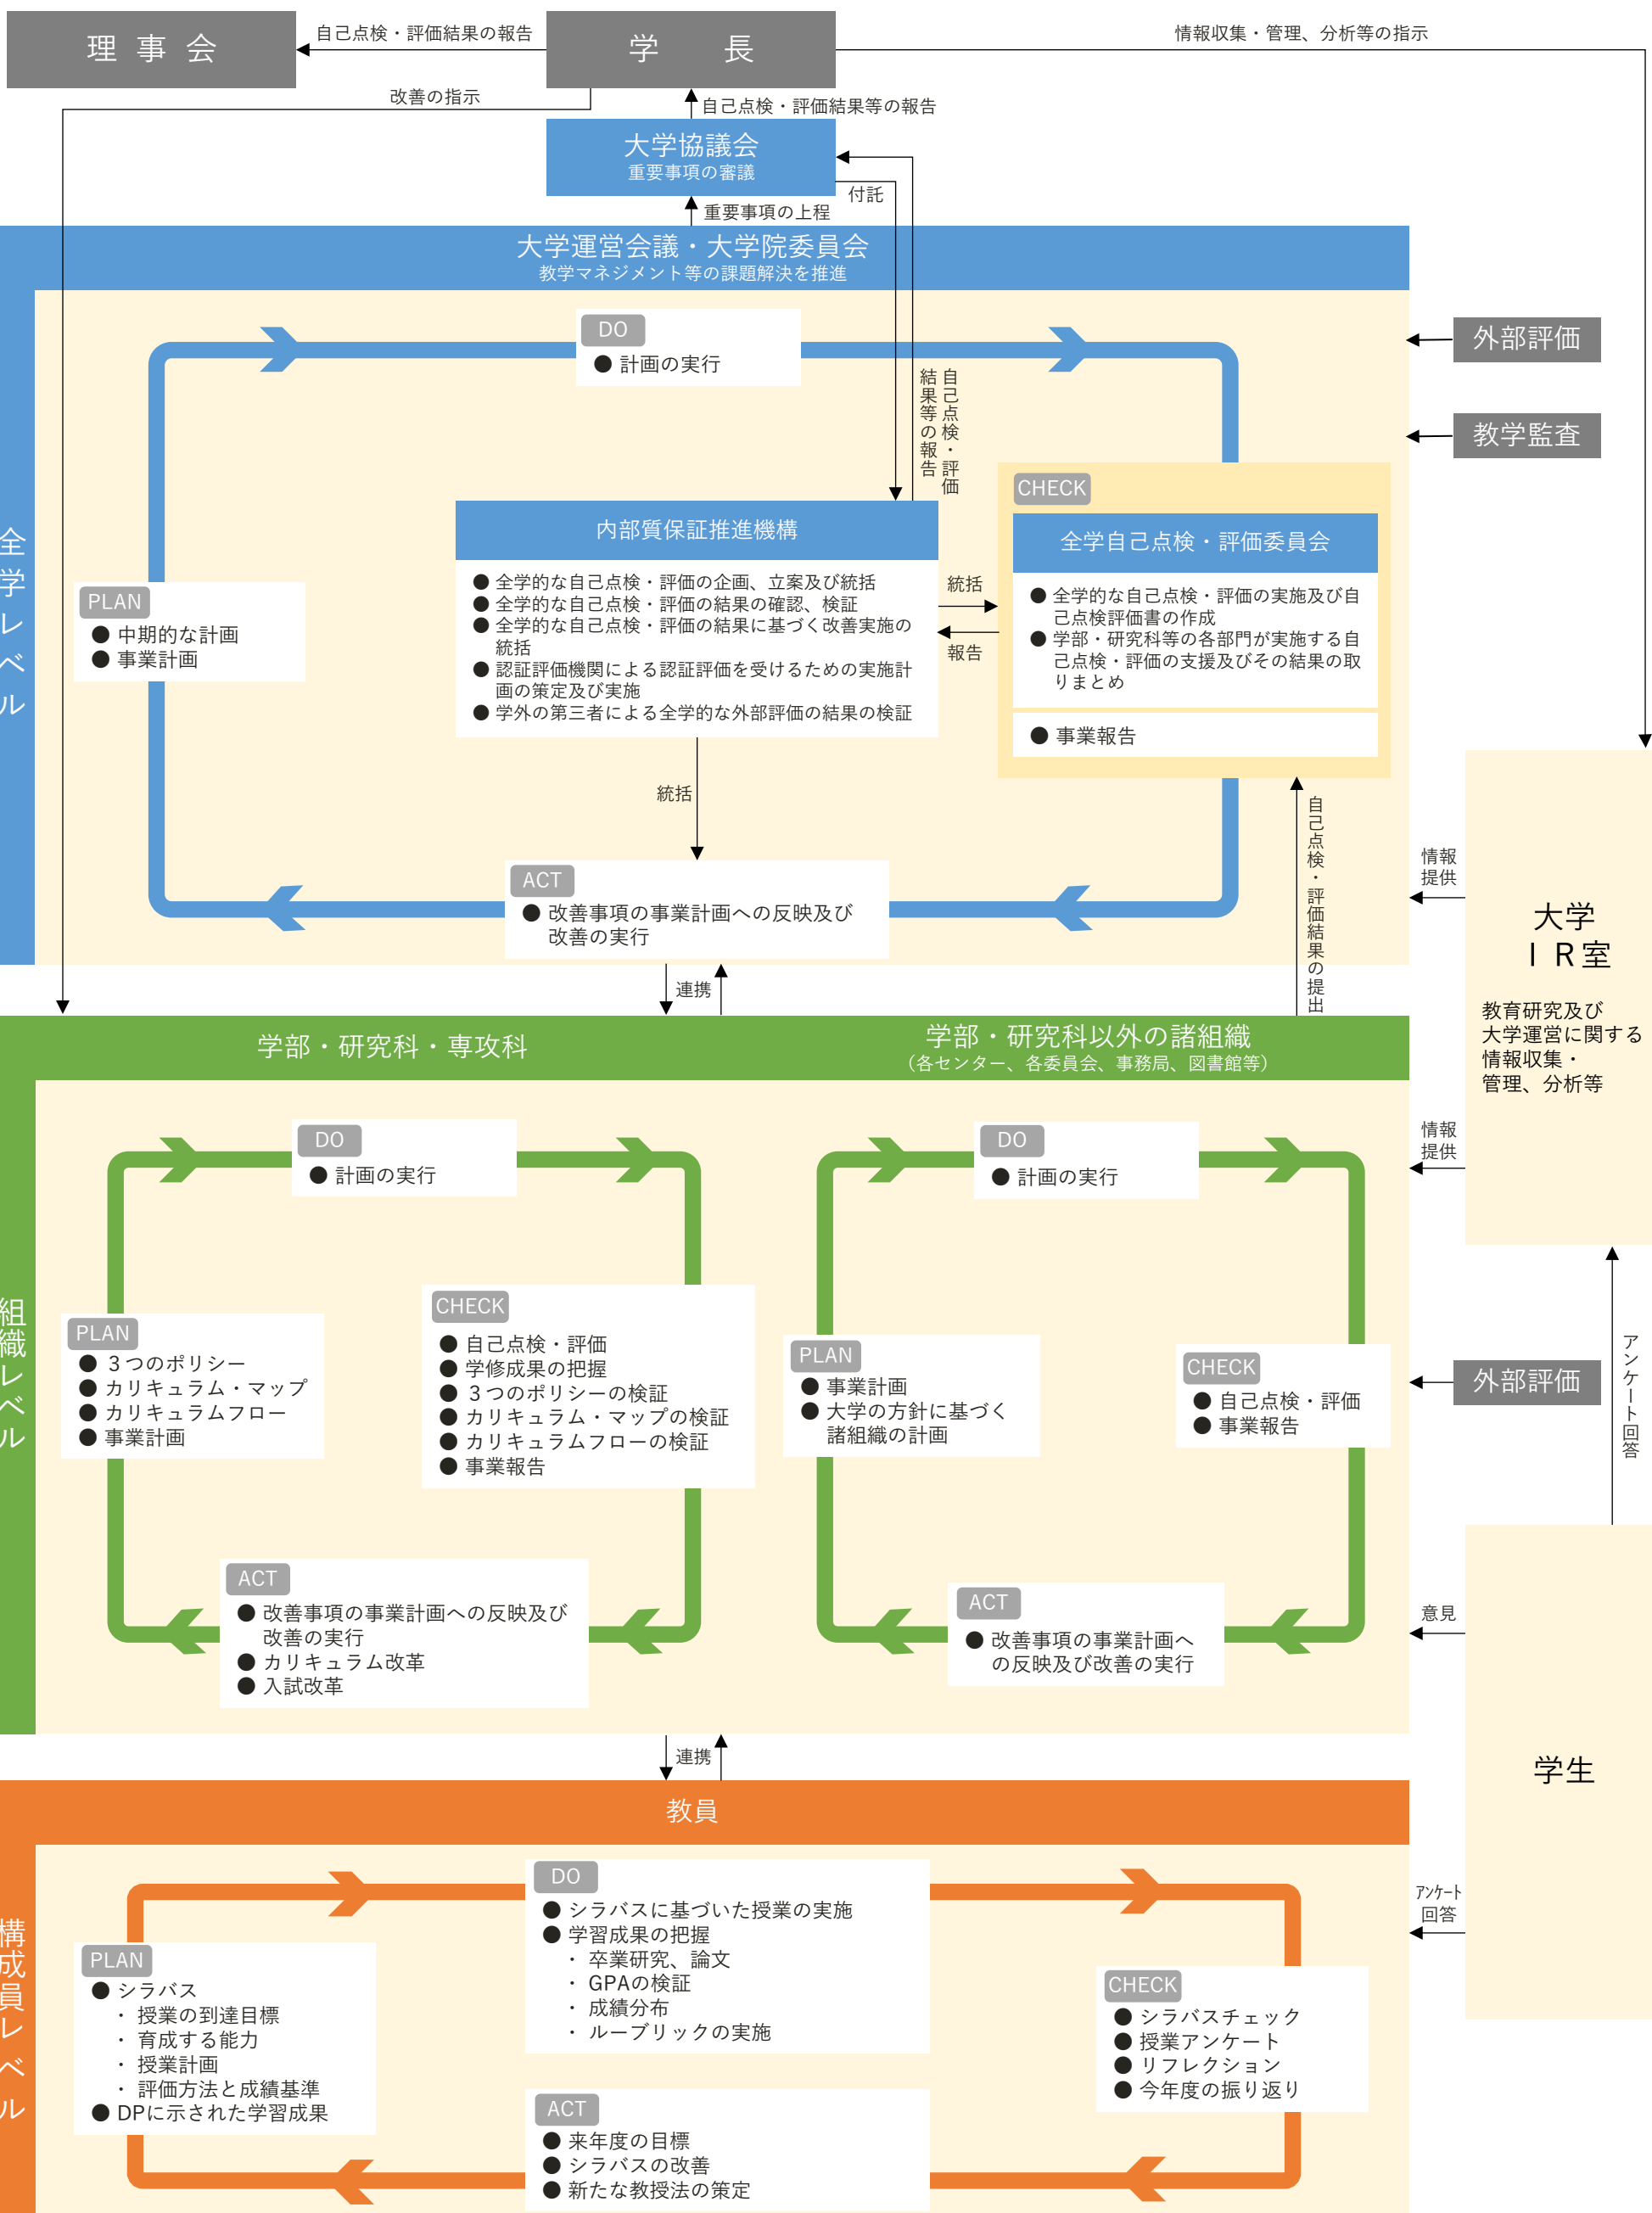 理事会
自己点検・評価結果の報告
学長
情報収集・管理、分析等の指示
改善の指示
自己点検・評価結果等の報告
大学協議会
重要事項の審議
付託
重要事項の上程
大学運営会議・大学院委員会
教学マネジメント等の課題解決を推進
全学レベル
DO
● 計画の実行
自己点検・評価
結果等の報告
外部評価
教学監査
PLAN
● 中期的な計画
● 事業計画
内部質保証推進機構
● 全学的な自己点検・評価の企画、立案及び統括
● 全学的な自己点検・評価の結果の確認、検証
● 全学的な自己点検・評価の結果に基づく改善実施の
統括
● 認証評価機関による認証評価を受けるための実施計
画の策定及び実施
● 学外の第三者による全学的な外部評価の結果の検証
統括
報告
CHECK
全学自己点検・評価委員会
● 全学的な自己点検・評価の実施及び自
己点検評価書の作成
● 学部・研究科等の各部門が実施する自
己点検・評価の支援及びその結果の取
りまとめ
● 事業報告
統括
ACT
● 改善事項の事業計画への反映及び
改善の実行
自己点検・評価結果の提出
情報
提供
大学
ＩＲ室
教育研究及び
大学運営に関する
情報収集・
管理、分析等
連携
組織レベル
学部・研究科・専攻科
学部・研究科以外の諸組織
（各センター、各委員会、事務局、図書館等）
DO
● 計画の実行
PLAN
● ３つのポリシー
● カリキュラム・マップ
● カリキュラムフロー
● 事業計画
CHECK
● 自己点検・評価
● 学修成果の把握
● ３つのポリシーの検証
● カリキュラム・マップの検証
● カリキュラムフローの検証
● 事業報告
ACT
● 改善事項の事業計画への反映及び
改善の実行
● カリキュラム改革
● 入試改革
DO
● 計画の実行
PLAN
● 事業計画
● 大学の方針に基づく
諸組織の計画
CHECK
● 自己点検・評価
● 事業報告
ACT
● 改善事項の事業計画へ
の反映及び改善の実行
情報
提供
外部評価
アンケート回答
意見
学生
連携
構成員レベル
教員
DO
● シラバスに基づいた授業の実施
● 学習成果の把握
・ 卒業研究、論文
・ GPAの検証
・ 成績分布
・ ルーブリックの実施
PLAN
● シラバス
・ 授業の到達目標
・ 育成する能力
・ 授業計画
・ 評価方法と成績基準
● DPに示された学習成果
CHECK
● シラバスチェック
● 授業アンケート
● リフレクション
● 今年度の振り返り
ACT
● 来年度の目標
● シラバスの改善
● 新たな教授法の策定
ｱﾝｹｰﾄ
回答